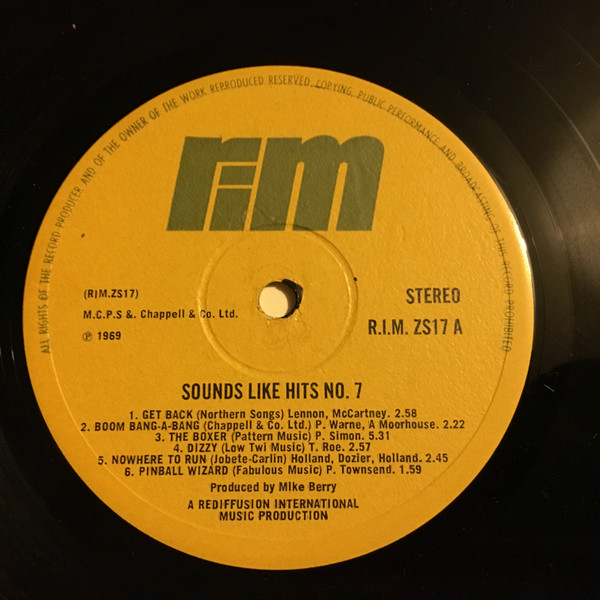 ALL RIGHTS OF THE RECORD PRODUCER AND OF THE OWNER OF THE WORK REPRODUCED RESERVED. COPYING, PUBLIC PERFORMANCE AND BROADCASTING OF THIS RECORD PROHIBITED
rim
(RIM.ZS17)
STEREO
M.C.P.S &. Chappell & Co. Ltd.
R.I.M. ZS17 A
℗ 1969
SOUNDS LIKE HITS NO. 7
1. GET BACK (Northern Songs) Lennon, McCartney. 2.58
2. BOOM BANG-A-BANG (Chappell & Co. Ltd.) P. Warne, A Moorhouse. 2.22
3. THE BOXER (Pattern Music) P. Simon. 5.31
4. DIZZY (Low Twi Music) T. Roe. 2.57
5. NOWHERE TO RUN (Jobete-Carlin) Holland, Dozier, Holland. 2.45
6. PINBALL WIZARD (Fabulous Music) P. Townsend. 1.59
Produced by Mike Berry
A REDIFFUSION INTERNATIONAL
MUSIC PRODUCTION